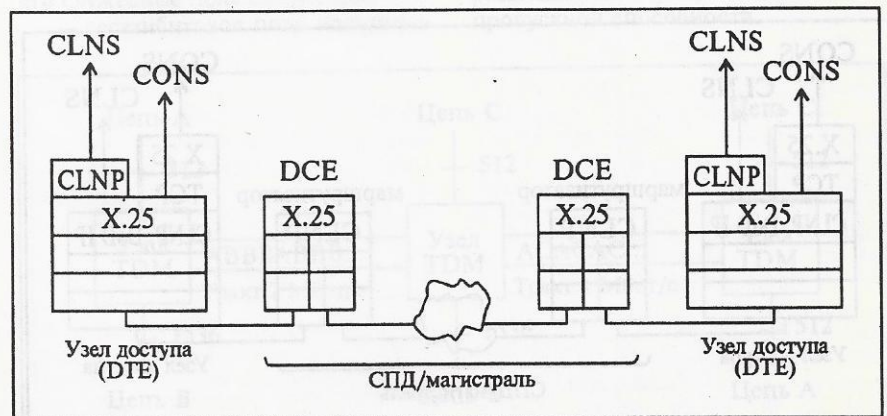 CLNS
CONS
CLNS
CONS
CLNP
X.25
DCE
X.25
DCE
X.25
CLNP
X.25
Узел доступа
(DTE)
СПД/магистраль
Узел доступа
(DTE)